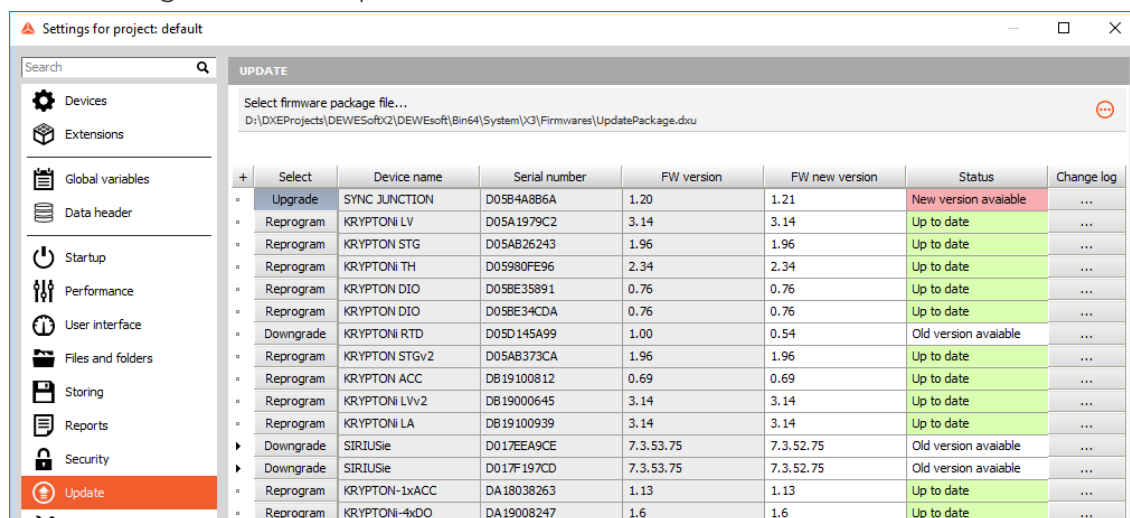 Settings for project: default
Search
UPDATE
Devices
Extensions
Global variables
Data header
Startup
Performance
User interface
Files and folders
Storing
Reports
Security
Update
Select firmware package file...
D:\DXEProjects\DEWESoftX2\DEWEsoft\Bin64\System\X3\Firmwares\UpdatePackage.dxu
+ Select Device name Serial number FW version FW new version Status Change log
Upgrade SYNC JUNCTION D05B4A8B6A 1.20 1.21 New version avaiable ...
Reprogram KRYPTONi LV D05A1979C2 3.14 3.14 Up to date ...
Reprogram KRYPTON STG D05AB26243 1.96 1.96 Up to date ...
Reprogram KRYPTONi TH D05980FE96 2.34 2.34 Up to date ...
Reprogram KRYPTON DIO D05BE35891 0.76 0.76 Up to date ...
Reprogram KRYPTON DIO D05BE34CDA 0.76 0.76 Up to date ...
Downgrade KRYPTONi RTD D05D145A99 1.00 0.54 Old version avaiable ...
Reprogram KRYPTON STGv2 D05AB373CA 1.96 1.96 Up to date ...
Reprogram KRYPTON ACC DB19100812 0.69 0.69 Up to date ...
Reprogram KRYPTONi LVv2 DB19000645 3.14 3.14 Up to date ...
Reprogram KRYPTONi LA DB19100939 3.14 3.14 Up to date ...
Downgrade SIRIUSie D017EEA9CE 7.3.53.75 7.3.52.75 Old version avaiable ...
Downgrade SIRIUSie D017F197CD 7.3.53.75 7.3.52.75 Old version avaiable ...
Reprogram KRYPTON-1xACC DA18038263 1.13 1.13 Up to date ...
Reprogram KRYPTONi-4xDO DA19008247 1.6 1.6 Up to date ...